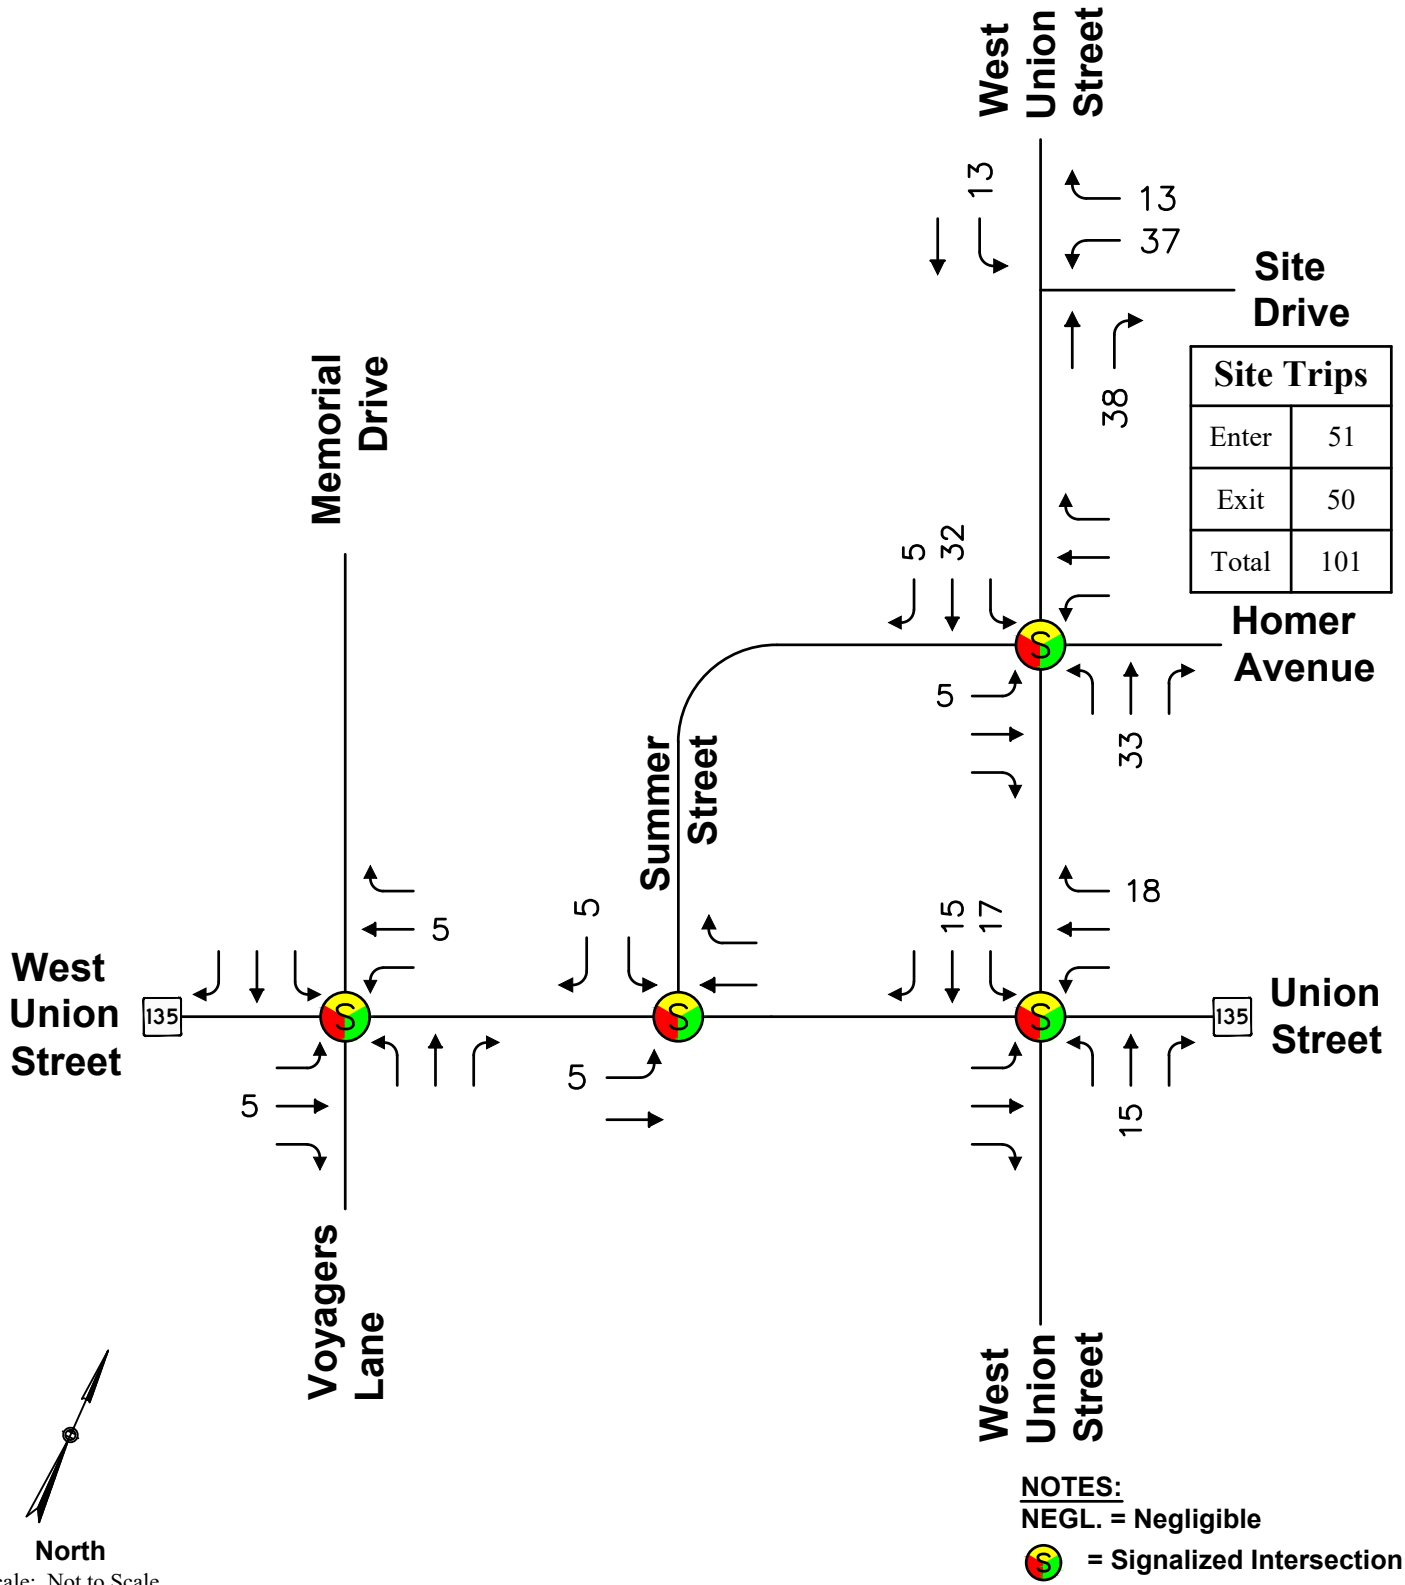 West
Union
Street
13
13
37
Site
Drive
38
Site Trips
Enter 51
Exit 50
Total 101
Memorial
Drive
5
32
S
Homer
Avenue
5
33
Summer
Street
5
5
15
17
18
West
Union
Street
135
S
S
S
135
Union
Street
5
5
15
Voyagers
Lane
West
Union
Street
North
Scale: Not to Scale
NOTES:
NEGL. = Negligible
S = Signalized Intersection